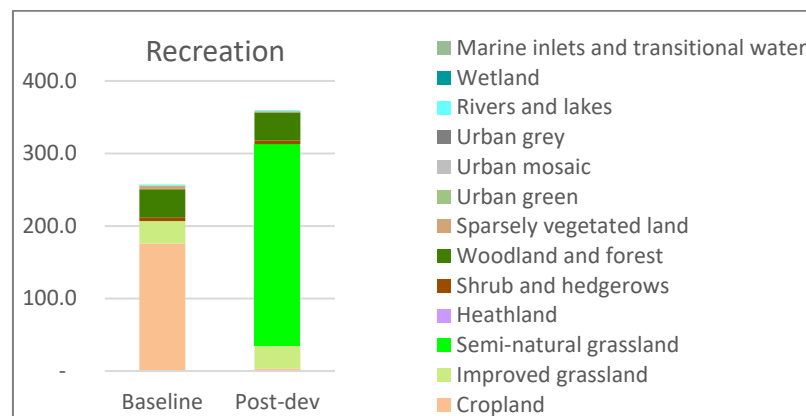 Recreation
400.0
300.0
200.0
100.0
-
Baseline
Post-dev
Marine inlets and transitional water
Wetland
Rivers and lakes
Urban grey
Urban mosaic
Urban green
Sparsely vegetated land
Woodland and forest
Shrub and hedgerows
Heathland
Semi-natural grassland
Improved grassland
Cropland